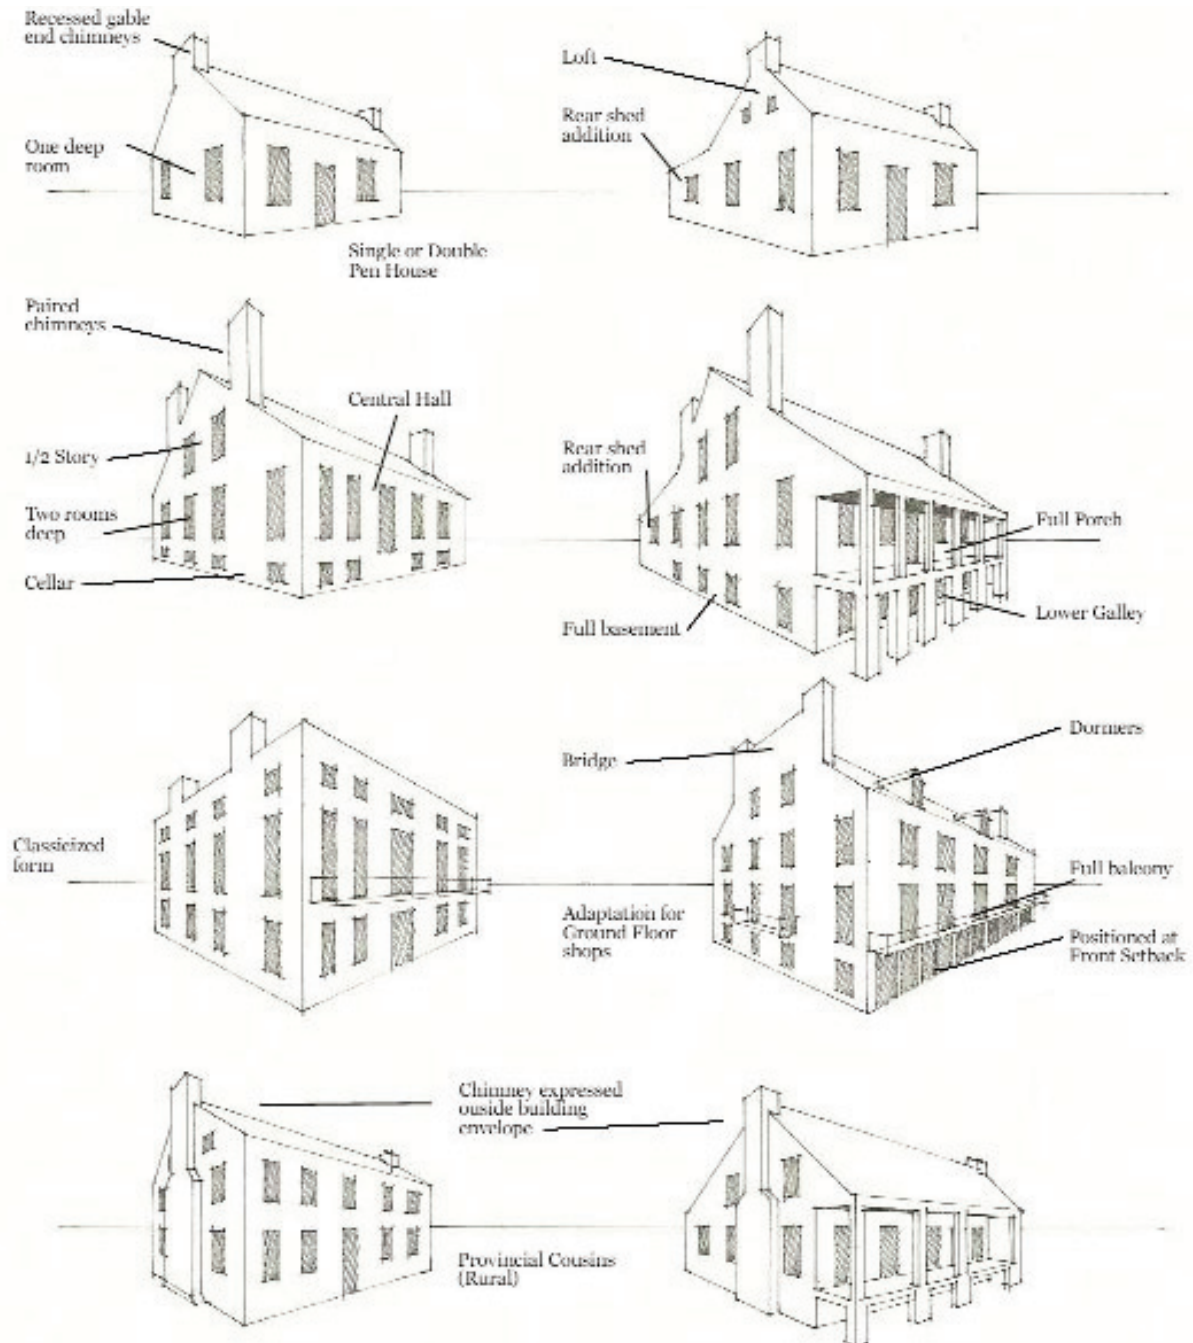 Recessed gable
end chimneys
Loft
Rear shed
addition
One deep
room
Single or Double
Pen House
Paired
chimneys
Central Hall
1/2 Story
Rear shed
addition
Two rooms
deep
Full Porch
Cellar
Lower Galley
Full basement
Dormers
Bridge
Classicized
form
Full balcony
Adaptation for
Ground Floor
shops
Positioned at
Front Setback
Chimney expressed
ouside building
envelope
Provincial Cousins
(Rural)